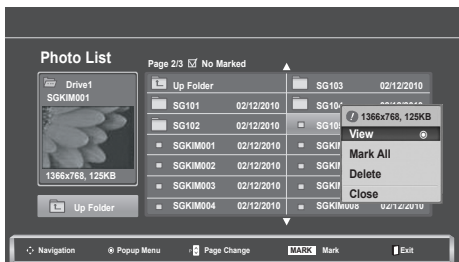 Photo List
Page 2/3 No Marked
Drive1
SGKIM001
1366x768, 125KB
Up Folder
Up Folder
SG101 02/12/2010
SG102 02/12/2010
SGKIM001 02/12/2010
SGKIM002 02/12/2010
SGKIM003 02/12/2010
SGKIM004 02/12/2010
SG103 02/12/2010
SGKIM008 02/12/2010
1366x768, 125KB
View
Mark All
Delete
Close
Navigation
Popup Menu
Page Change
MARK Mark
Exit